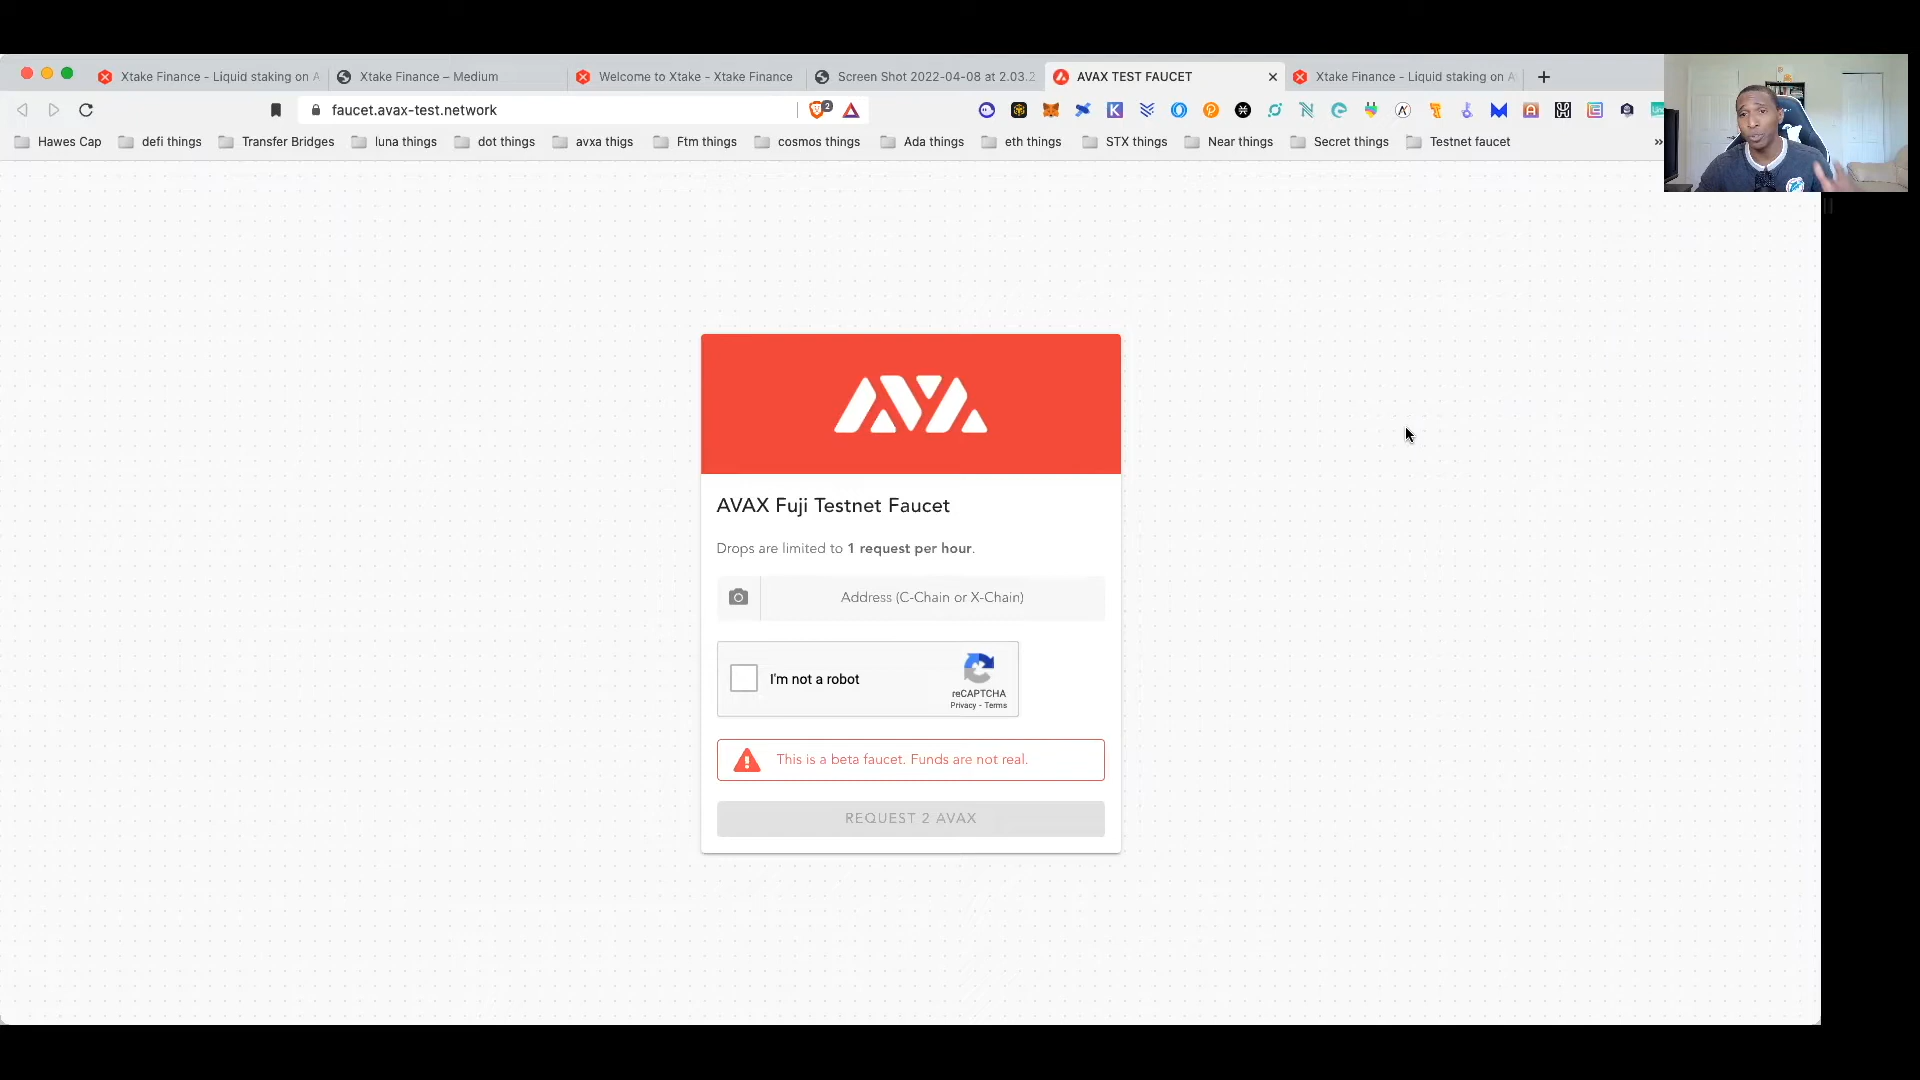 Xtake Finance - Liquid staking on A
Xtake Finance – Medium
Welcome to Xtake - Xtake Finance
Screen Shot 2022-04-08 at 2.03.2
AVAX TEST FAUCET
Xtake Finance - Liquid staking on A
faucet.avax-test.network
2
Hawes Cap
defi things
Transfer Bridges
luna things
dot things
avxa thigs
Ftm things
cosmos things
Ada things
eth things
STX things
Near things
Secret things
Testnet faucet
AVAX Fuji Testnet Faucet
Drops are limited to 1 request per hour.
Address (C-Chain or X-Chain)
I'm not a robot
reCAPTCHA
Privacy - Terms
This is a beta faucet. Funds are not real.
REQUEST 2 AVAX